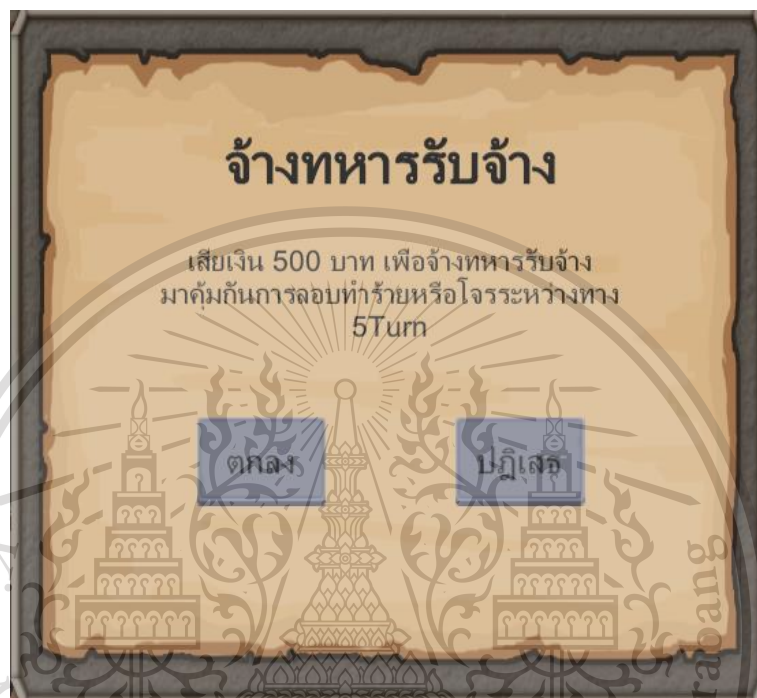 จ้างทหารรับจ้าง
เสียเงิน 500 บาท เพื่อจ้างทหารรับจ้าง
มาคุ้มกันการลอบทำร้ายหรือโจรระหว่างทาง
5Turn
ตกลง
ปฏิเสธ